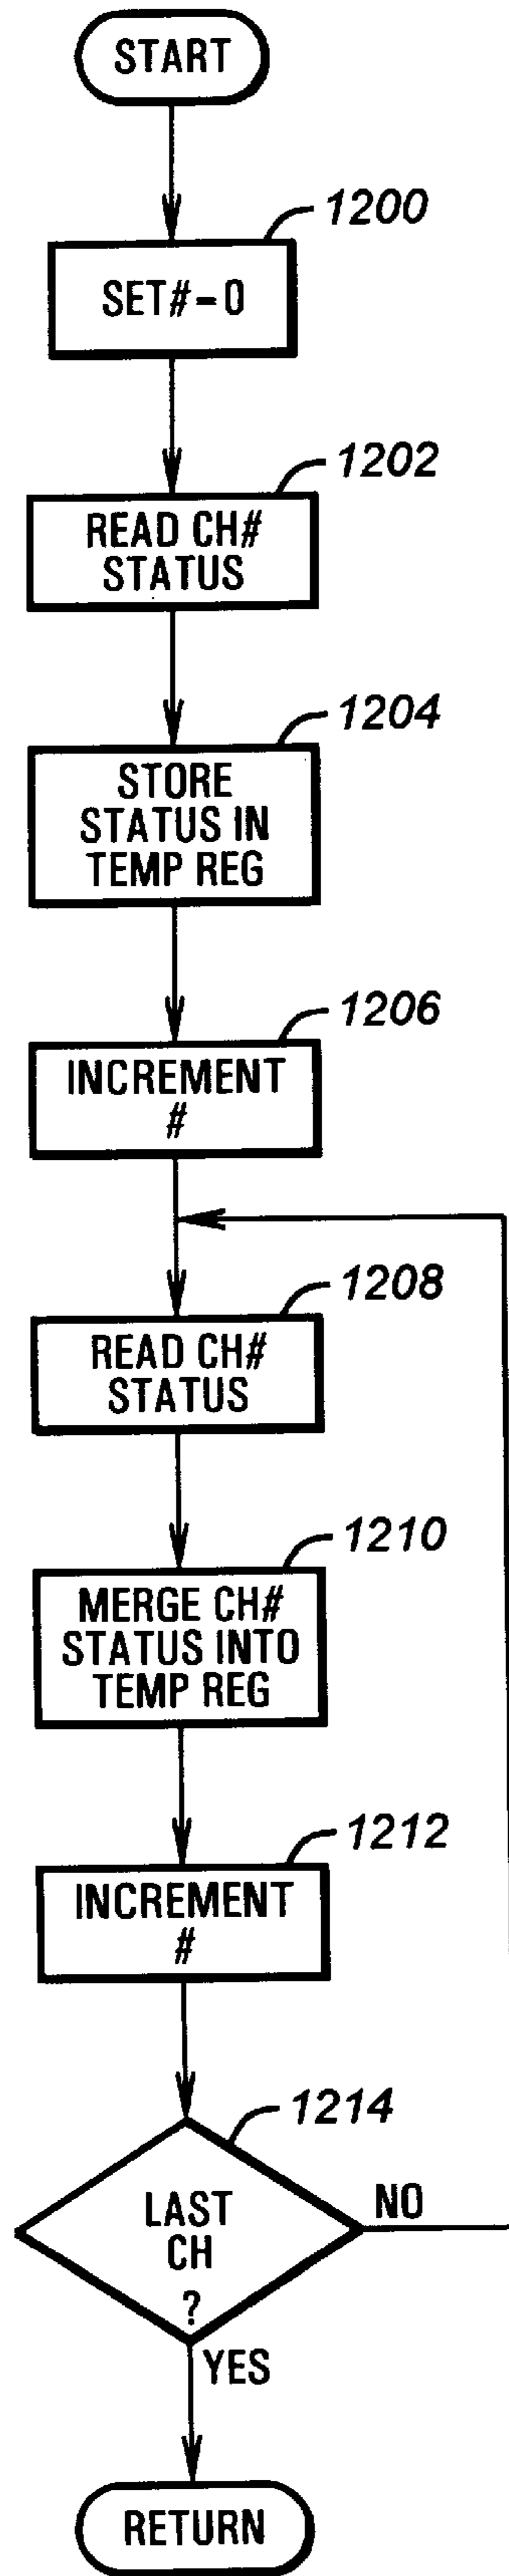 START
1200
SET#-0
1202
READ CH#
STATUS
1204
STORE
STATUS IN
TEMP REG
1206
INCREMENT
#
1208
READ CH#
STATUS
1210
MERGE CH#
STATUS INTO
TEMP REG
1212
INCREMENT
#
1214
LAST
CH
?
NO
YES
RETURN